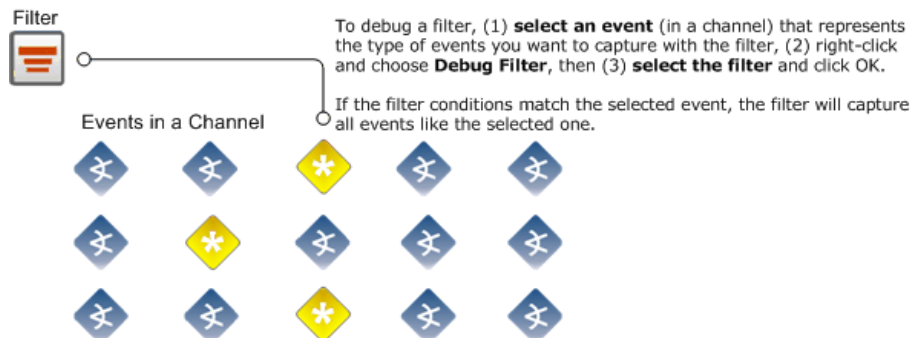 Filter
To debug a filter, (1) select an event (in a channel) that represents
the type of events you want to capture with the filter, (2) right-click
and choose Debug Filter, then (3) select the filter and click OK.
If the filter conditions match the selected event, the filter will capture
all events like the selected one.
Events in a Channel